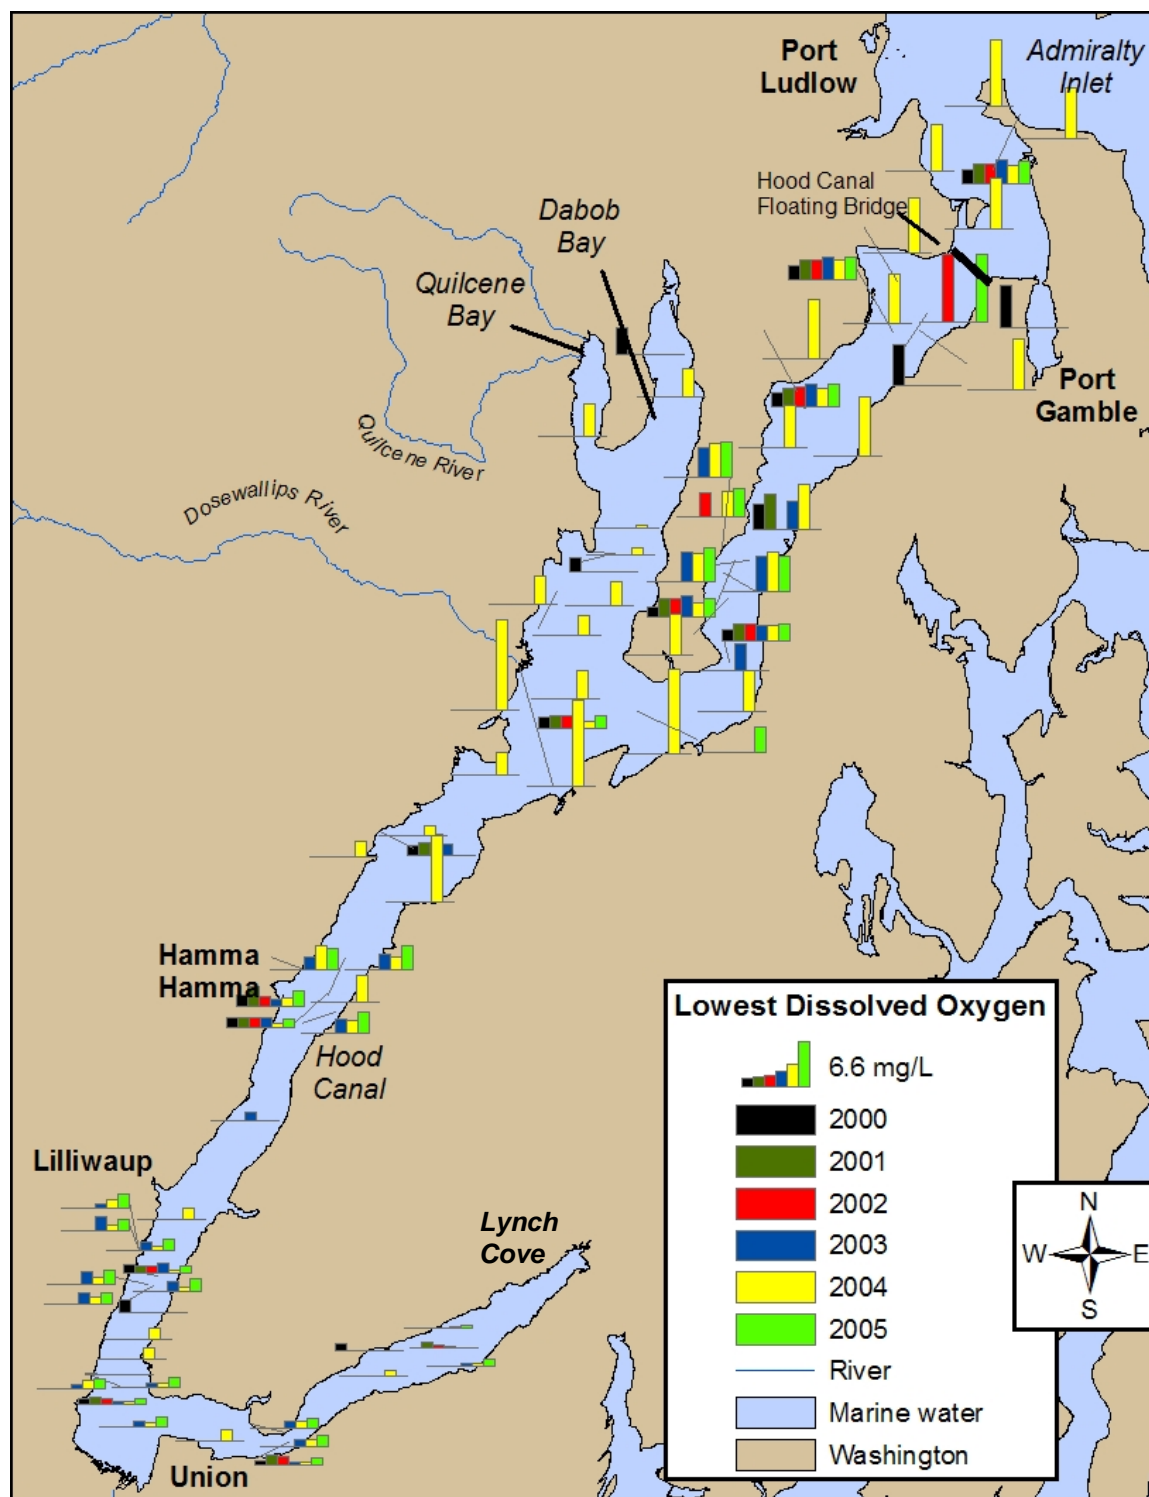 Port
Ludlow
Admiralty
Inlet
Hood Canal
Floating Bridge
Dabob
Bay
Quilcene
Bay
Port
Gamble
Quilcene River
Dosewallips River
Hamma
Hamma
Hood
Canal
Lilliwaup
Lynch
Cove
Union
Lowest Dissolved Oxygen
6.6 mg/L
2000
2001
2002
2003
2004
2005
River
Marine water
Washington
N
W E
S